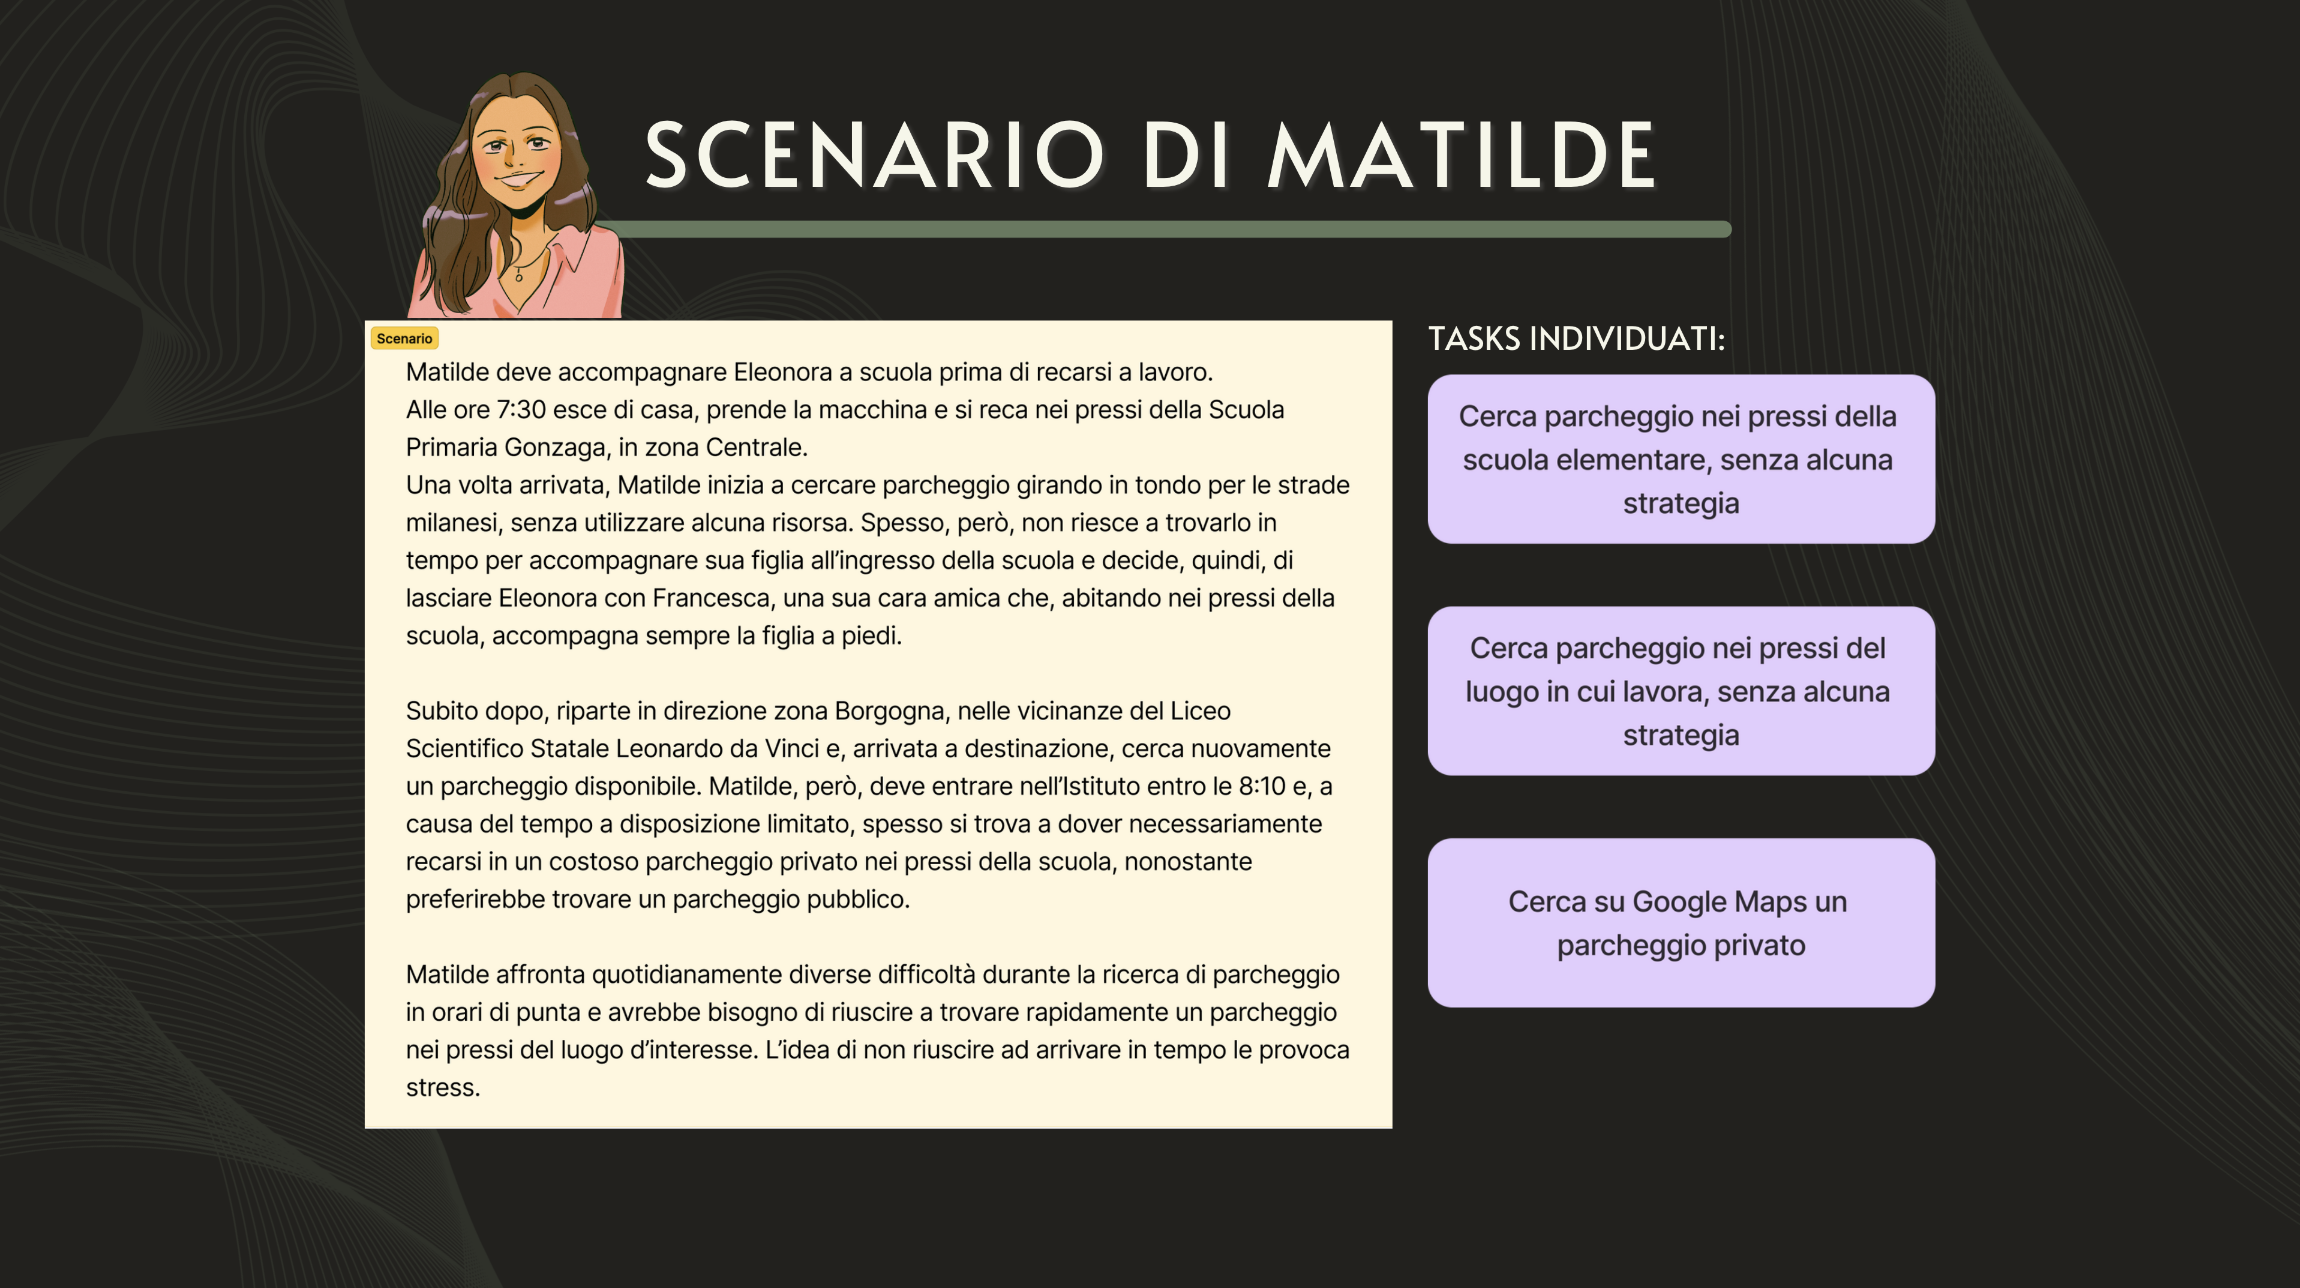 SCENARIO DI MATILDE
Scenario
Matilde deve accompagnare Eleonora a scuola prima di recarsi a lavoro.
Alle ore 7:30 esce di casa, prende la macchina e si reca nei pressi della Scuola
Primaria Gonzaga, in zona Centrale.
Una volta arrivata, Matilde inizia a cercare parcheggio girando in tondo per le strade
milanesi, senza utilizzare alcuna risorsa. Spesso, però, non riesce a trovarlo in
tempo per accompagnare sua figlia all’ingresso della scuola e decide, quindi, di
lasciare Eleonora con Francesca, una sua cara amica che, abitando nei pressi della
scuola, accompagna sempre la figlia a piedi.
Subito dopo, riparte in direzione zona Borgogna, nelle vicinanze del Liceo
Scientifico Statale Leonardo da Vinci e, arrivata a destinazione, cerca nuovamente
un parcheggio disponibile. Matilde, però, deve entrare nell’Istituto entro le 8:10 e, a
causa del tempo a disposizione limitato, spesso si trova a dover necessariamente
recarsi in un costoso parcheggio privato nei pressi della scuola, nonostante
preferirebbe trovare un parcheggio pubblico.
Matilde affronta quotidianamente diverse difficoltà durante la ricerca di parcheggio
in orari di punta e avrebbe bisogno di riuscire a trovare rapidamente un parcheggio
nei pressi del luogo d’interesse. L’idea di non riuscire ad arrivare in tempo le provoca
stress.
TASKS INDIVIDUATI:
Cerca parcheggio nei pressi della
scuola elementare, senza alcuna
strategia
Cerca parcheggio nei pressi del
luogo in cui lavora, senza alcuna
strategia
Cerca su Google Maps un
parcheggio privato